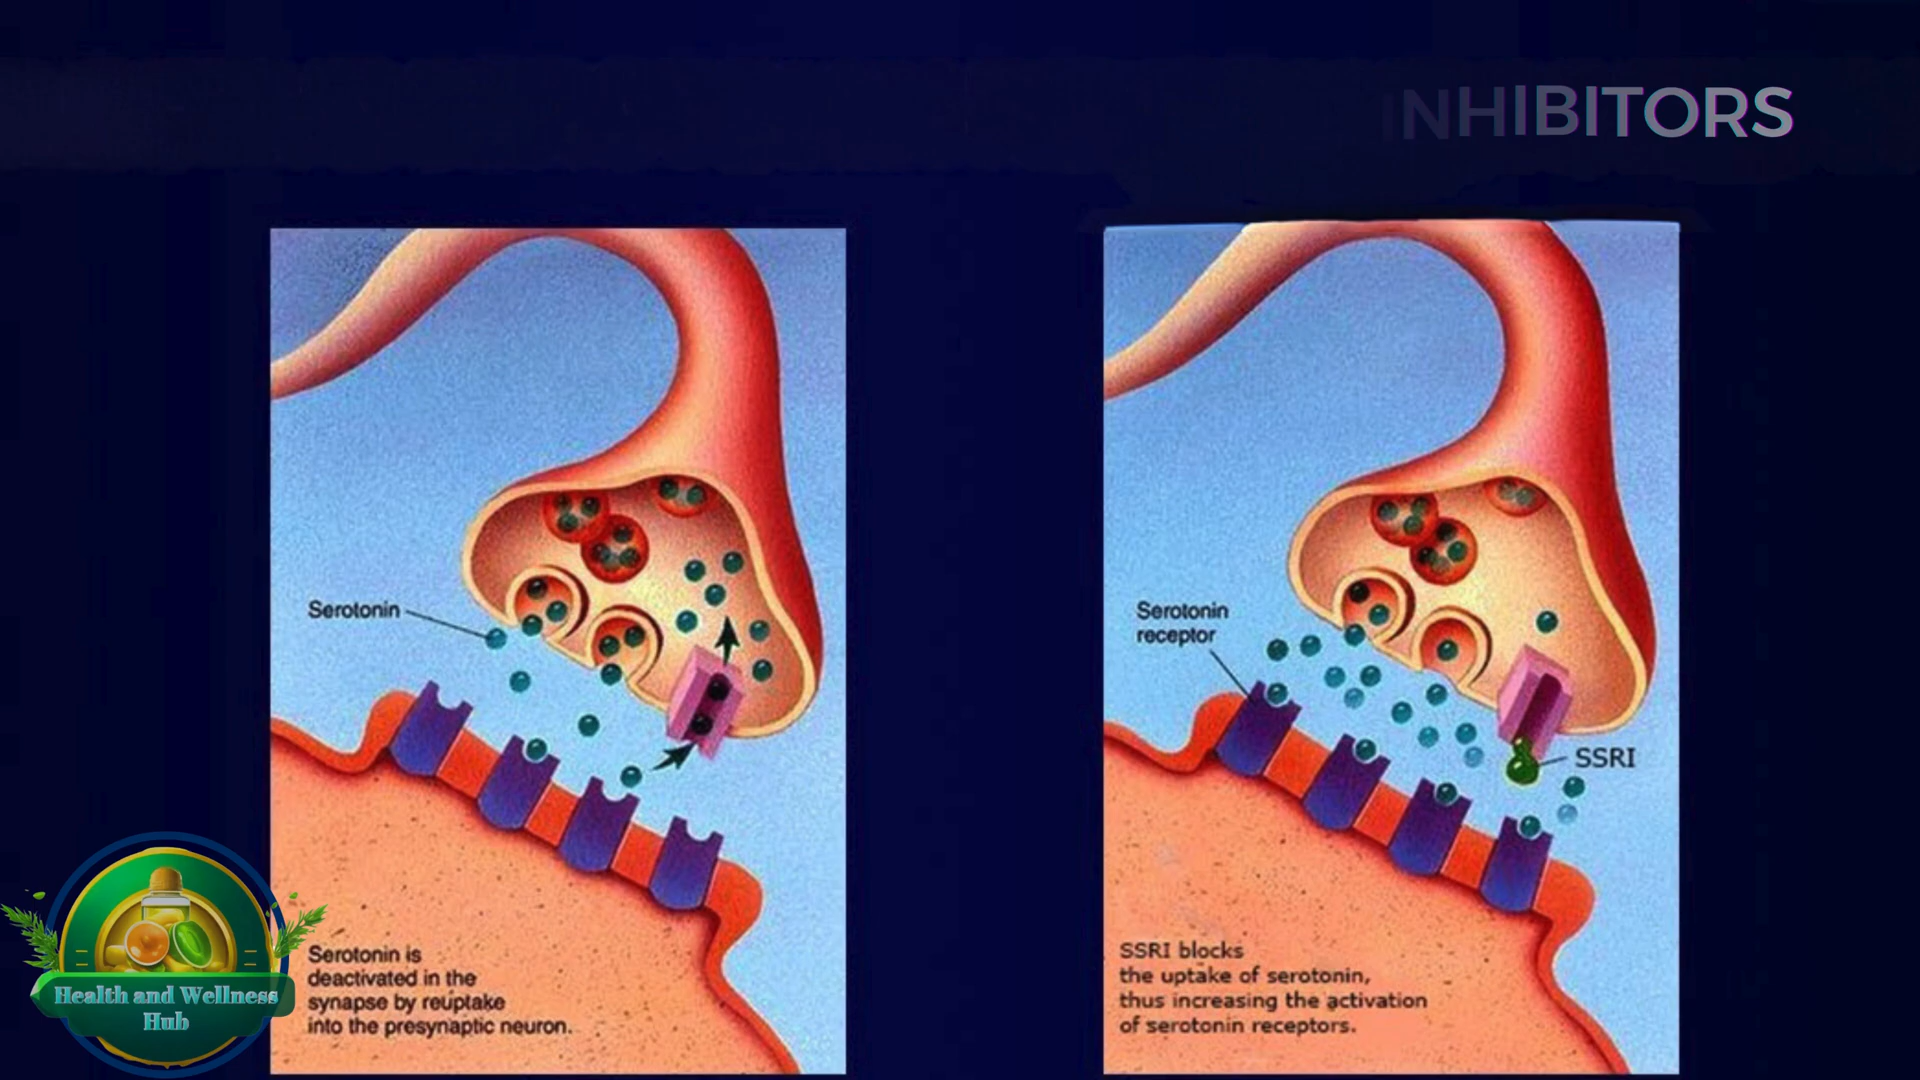 INHIBITORS
Serotonin
Serotonin is
deactivated in the
synapse by reuptake
into the presynaptic neuron.
Serotonin
receptor
SSRI
SSRI blocks
the uptake of serotonin,
thus increasing the activation
of serotonin receptors.
Health and Wellness
Hub